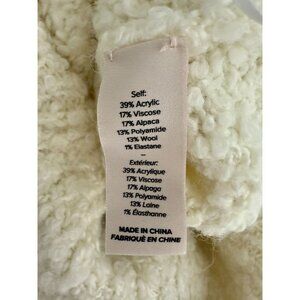 Self:
39% Acrylic
17% Viscose
17% Alpaca
13% Polyamide
13% Wool
1% Elastane
–
Extérieur:
39% Acrylique
17% Viscose
17% Alpaga
13% Polyamide
13% Laine
1% Élasthanne
MADE IN CHINA
FABRIQUÉ EN CHINE